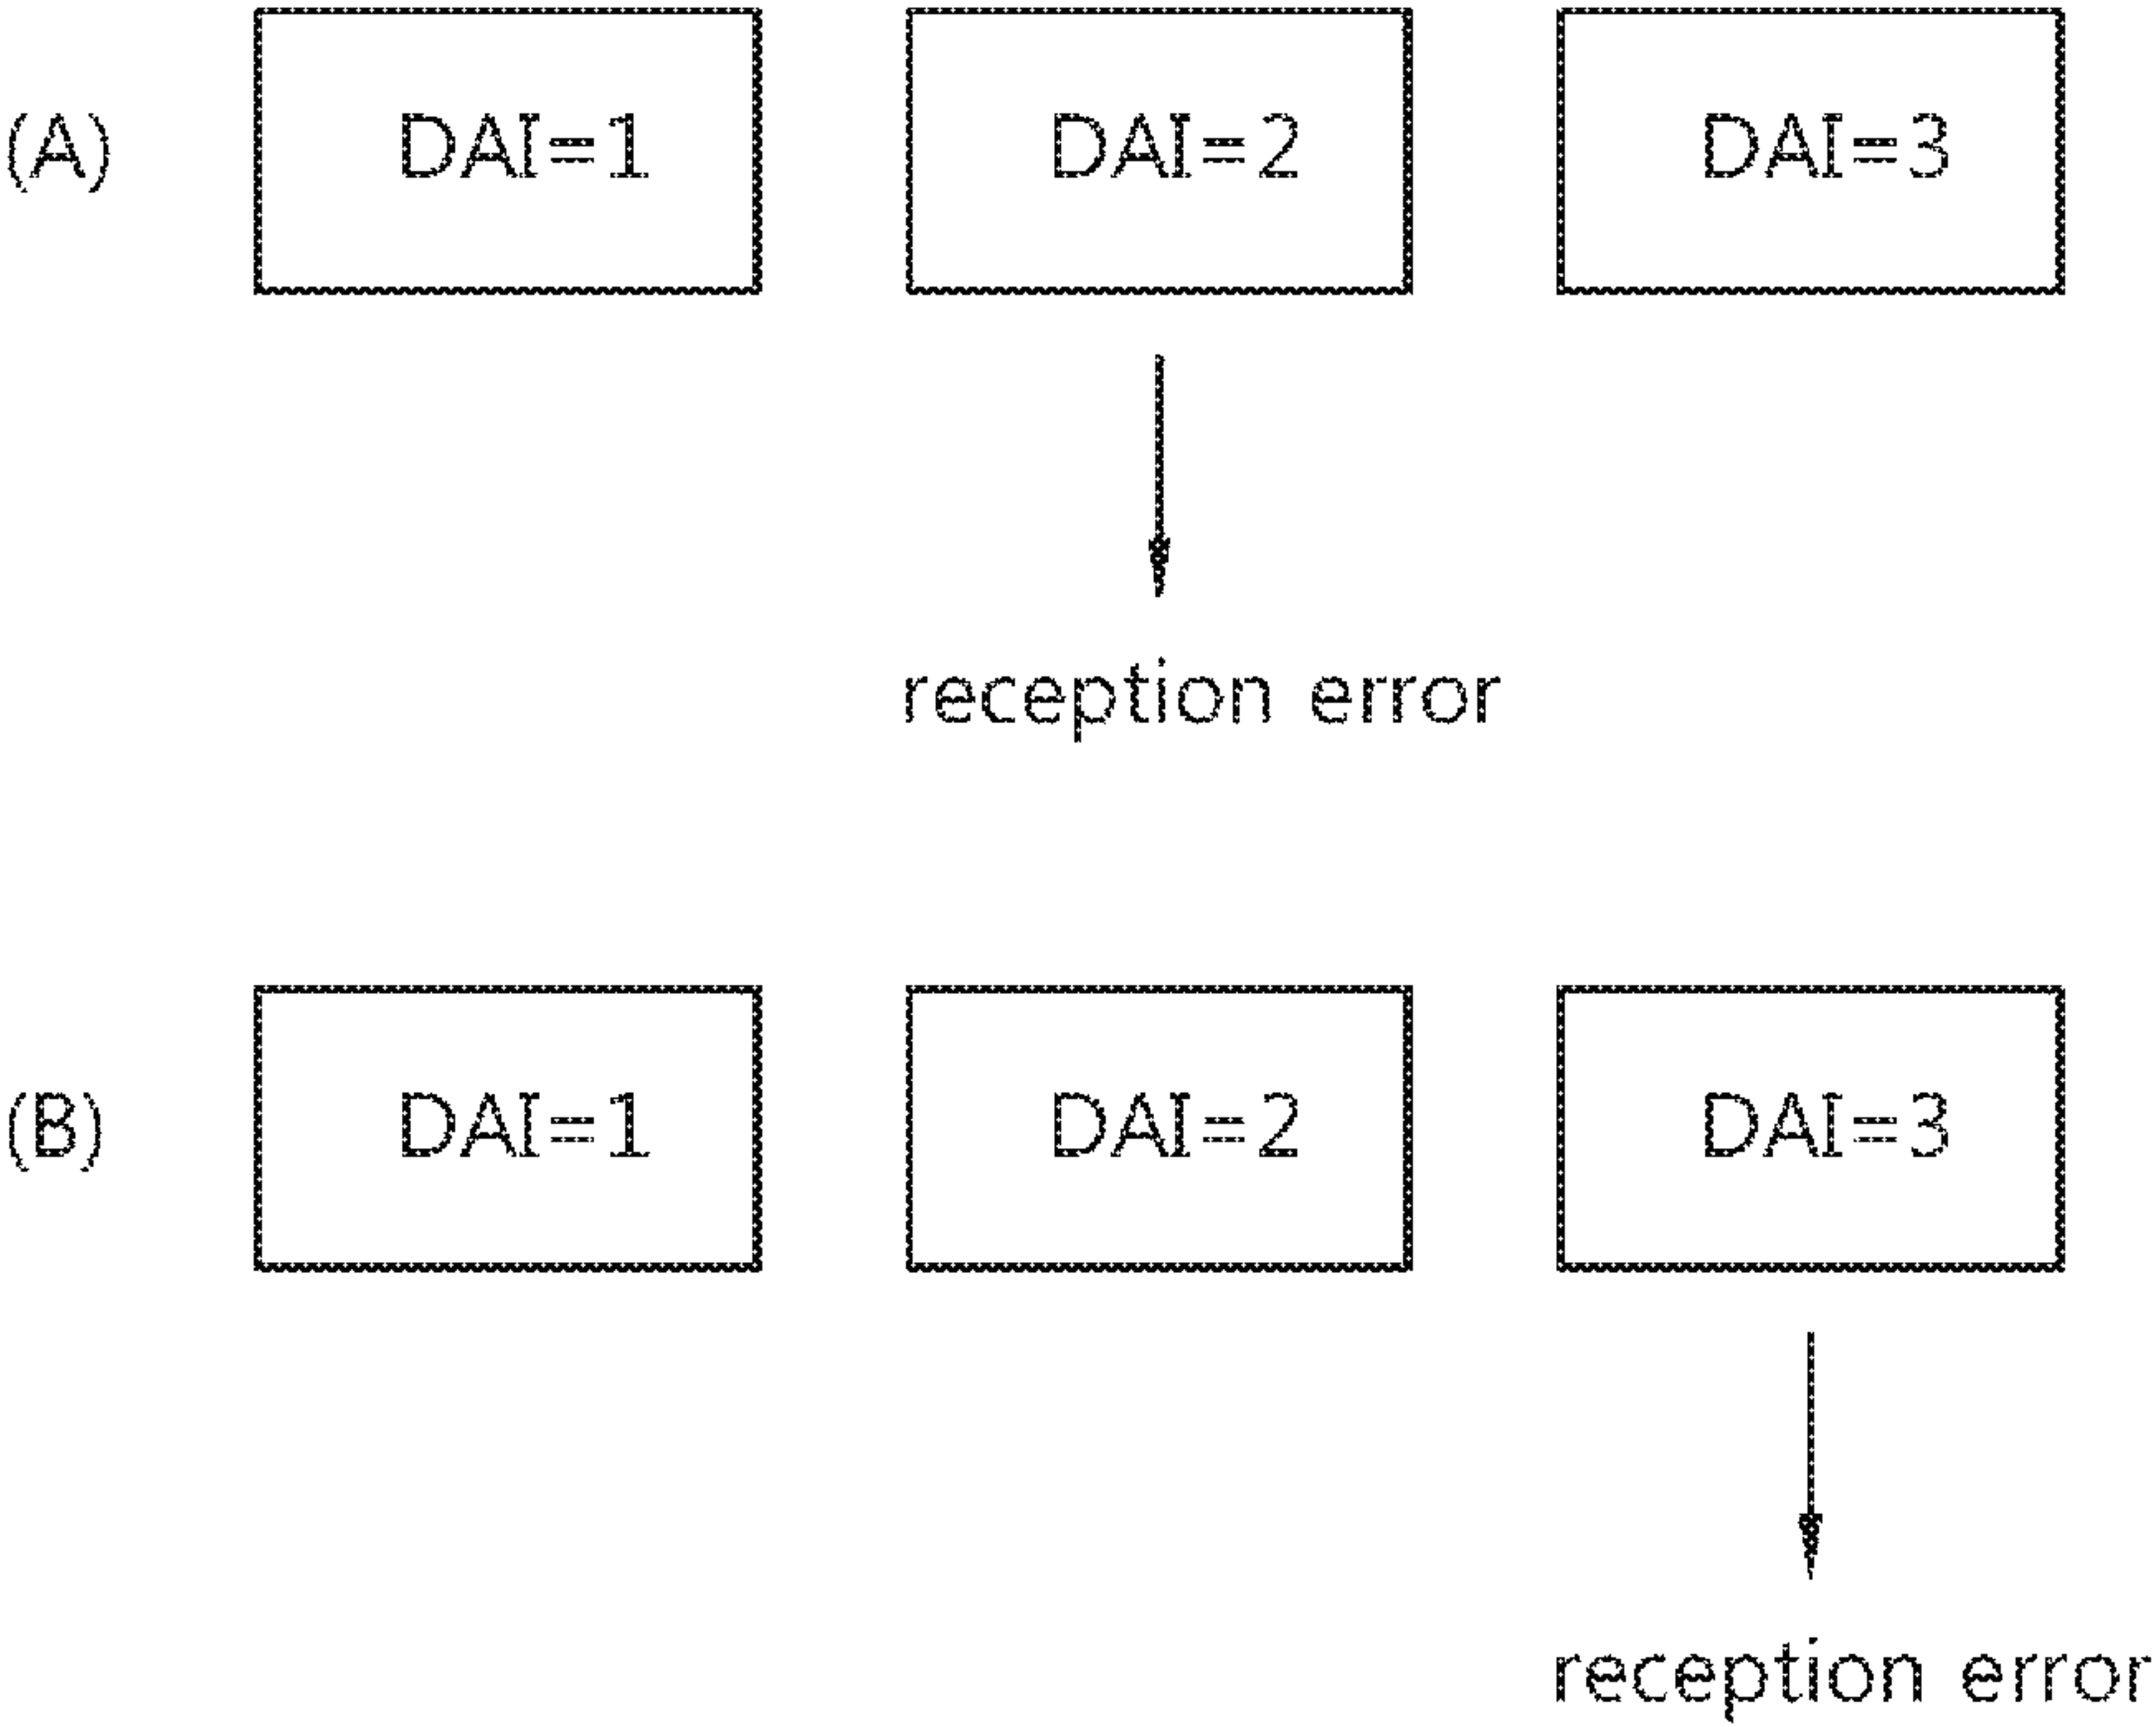 (A) DAI=1 DAI=2 DAI=3
reception error
(B) DAI=1 DAI=2 DAI=3
reception error